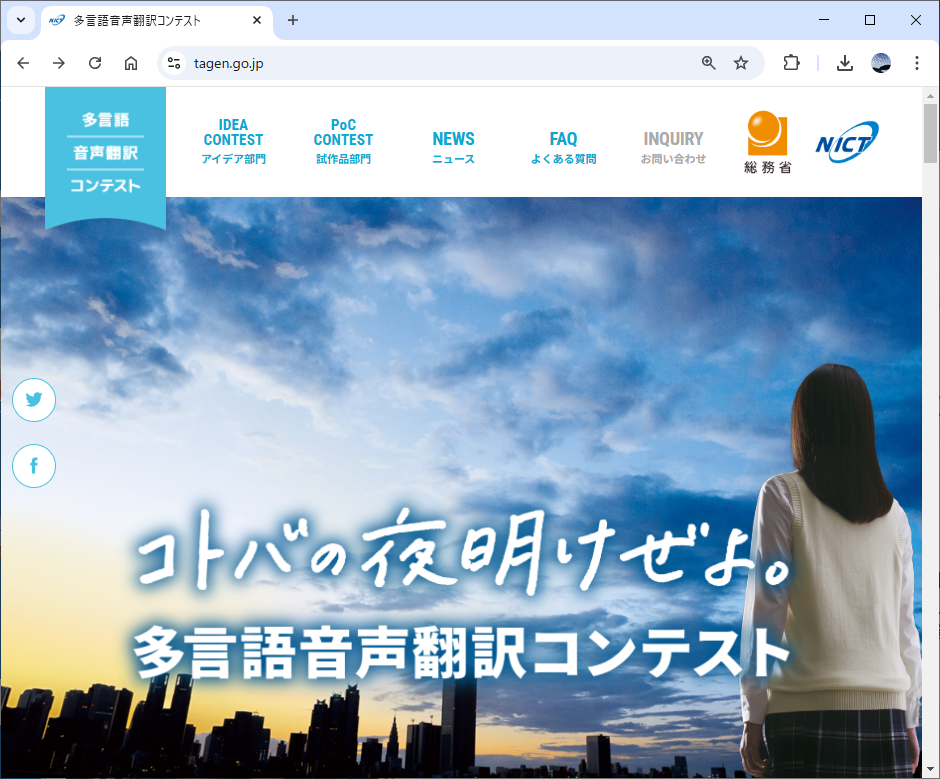 多言語音声翻訳コンテスト
tagen.go.jp
多言語
音声翻訳
コンテスト
IDEA
CONTEST
アイデア部門
PoC
CONTEST
試作品部門
NEWS
ニュース
FAQ
よくある質問
INQUIRY
お問い合わせ
総務省
NICT
コトバの夜明けぜよ。
多言語音声翻訳コンテスト